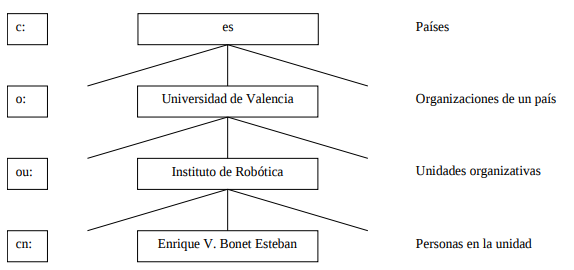 c: es Países
o: Universidad de Valencia Organizaciones de un país
ou: Instituto de Robótica Unidades organizativas
cn: Enrique V. Bonet Esteban Personas en la unidad